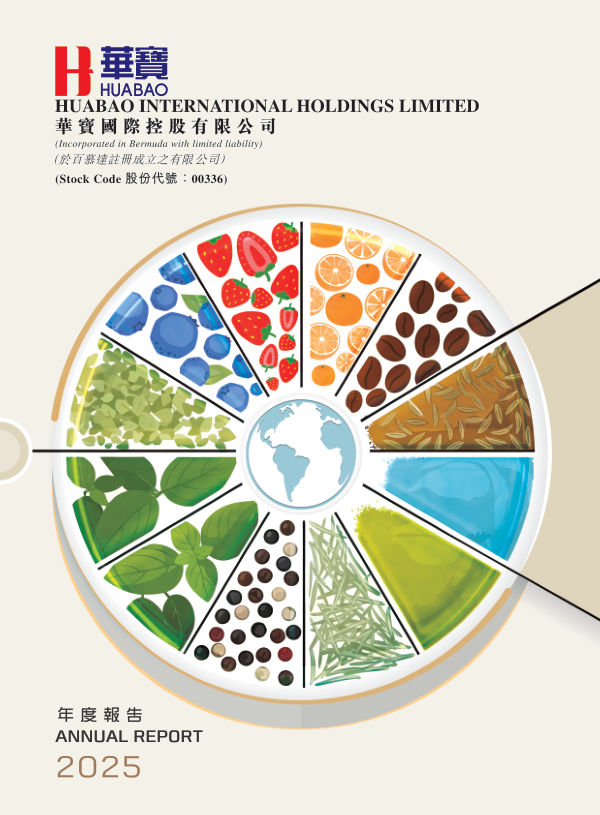 華寶
HUABAO
HUABAO INTERNATIONAL HOLDINGS LIMITED
華寶國際控股有限公司
(Incorporated in Bermuda with limited liability)
(於百慕達註冊成立之有限公司)
(Stock Code 股份代號：00336)
年度報告
ANNUAL REPORT
2025